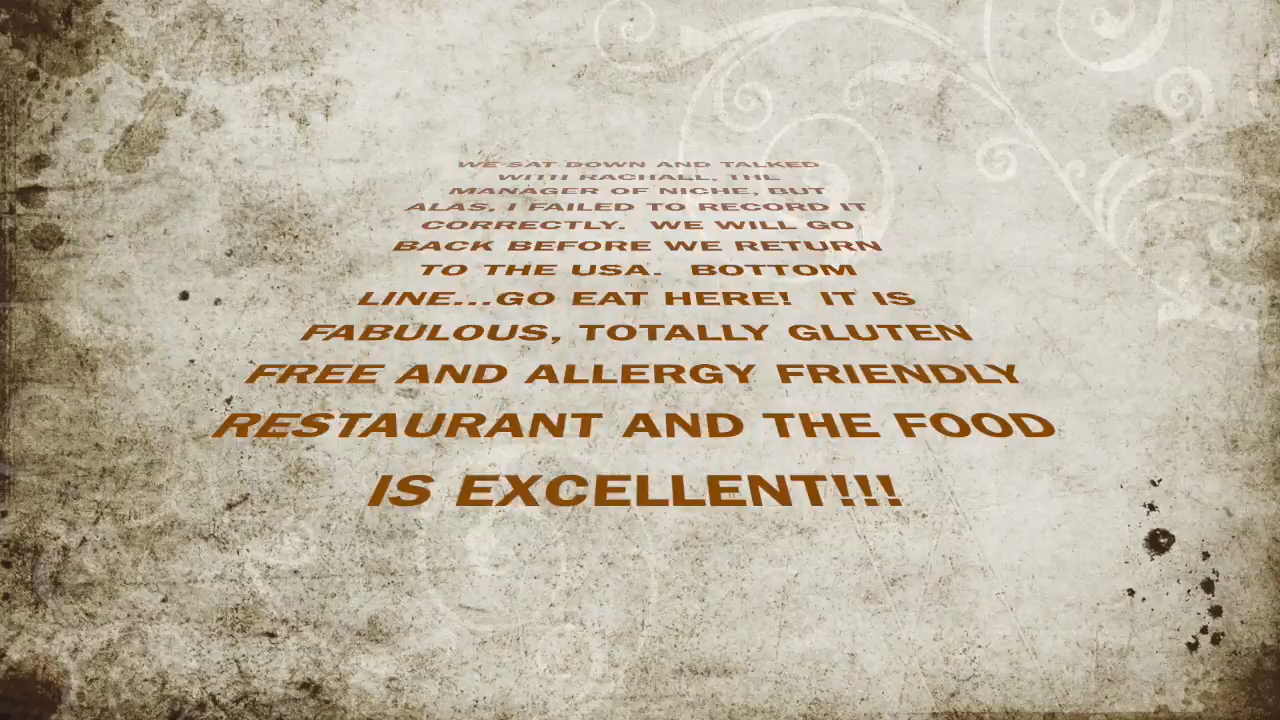 WE SAT DOWN AND TALKED
WITH RACHALL, THE
MANAGER OF NICHE, BUT
ALAS, I FAILED TO RECORD IT
CORRECTLY. WE WILL GO
BACK BEFORE WE RETURN
TO THE USA. BOTTOM
LINE...GO EAT HERE! IT IS
FABULOUS, TOTALLY GLUTEN
FREE AND ALLERGY FRIENDLY
RESTAURANT AND THE FOOD
IS EXCELLENT!!!